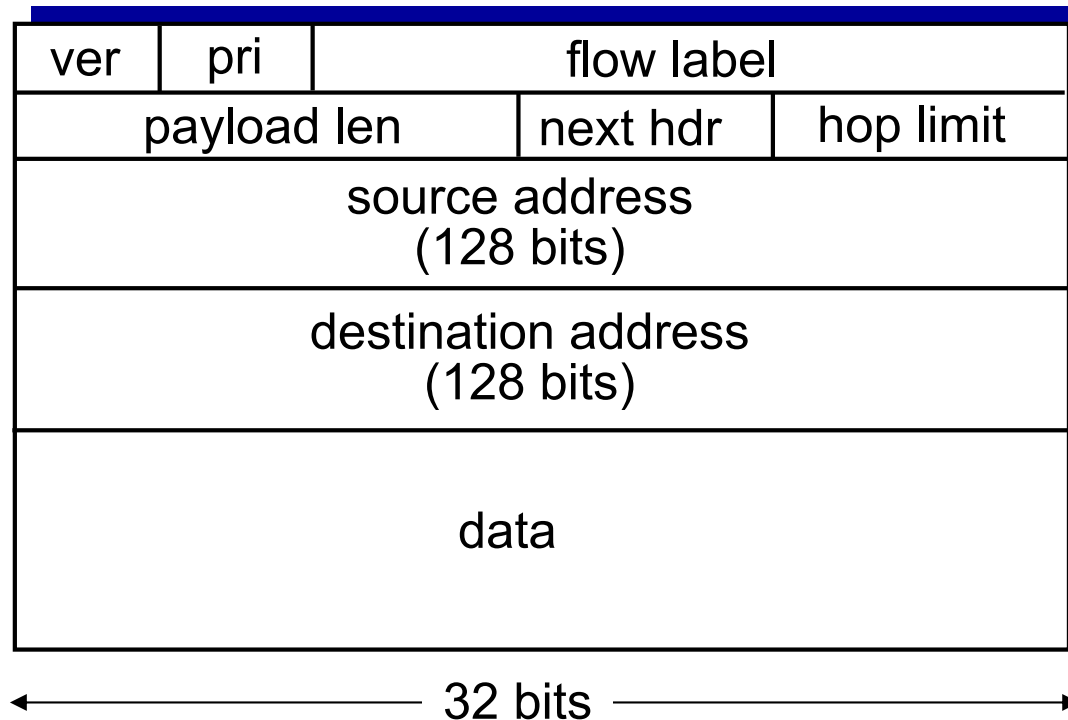 ver pri flow label
payload len next hdr hop limit
source address
(128 bits)
destination address
(128 bits)
data
32 bits